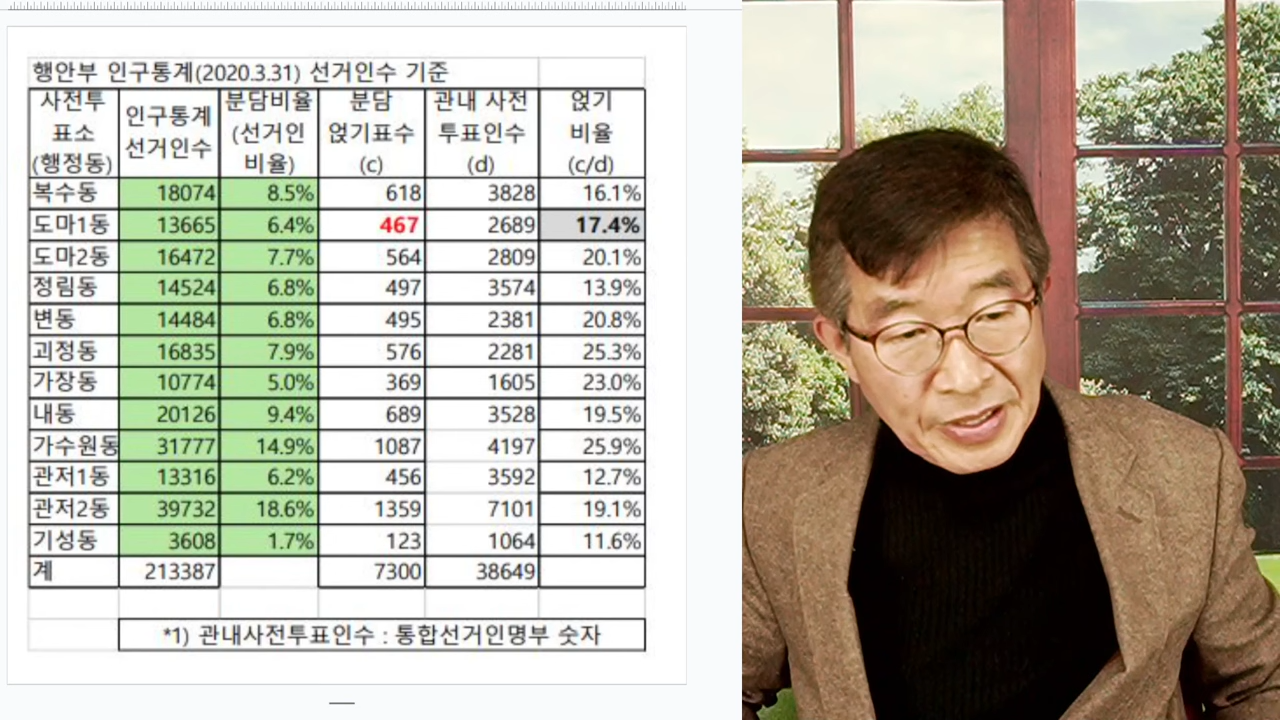 행안부 인구통계(2020.3.31) 선거인수 기준
사전투표소(행정동) 인구통계 선거인수 분담비율(선거인 비율) 분담 얹기표수(c) 관내 사전투표인수(d) 얹기 비율(c/d)
복수동 18074 8.5% 618 3828 16.1%
도마1동 13665 6.4% 467 2689 17.4%
도마2동 16472 7.7% 564 2809 20.1%
정림동 14524 6.8% 497 3574 13.9%
변동 14484 6.8% 495 2381 20.8%
괴정동 16835 7.9% 576 2281 25.3%
가장동 10774 5.0% 369 1605 23.0%
내동 20126 9.4% 689 3528 19.5%
가수원동 31777 14.9% 1087 4197 25.9%
관저1동 13316 6.2% 456 3592 12.7%
관저2동 39732 18.6% 1359 7101 19.1%
기성동 3608 1.7% 123 1064 11.6%
계 213387 7300 38649
*1) 관내사전투표인수 : 통합선거인명부 숫자